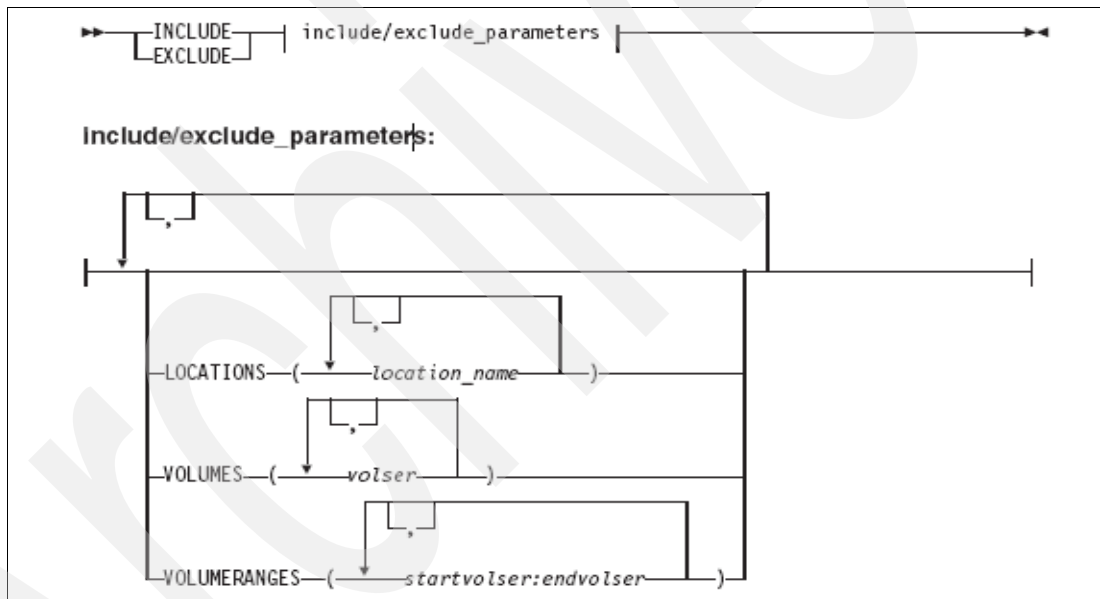 INCLUDE
EXCLUDE
include/exclude_parameters
include/exclude_parameters:
,
,
LOCATIONS ( location_name )
,
VOLUMES ( volser )
,
VOLUMERANGES ( startvolser:endvolser )